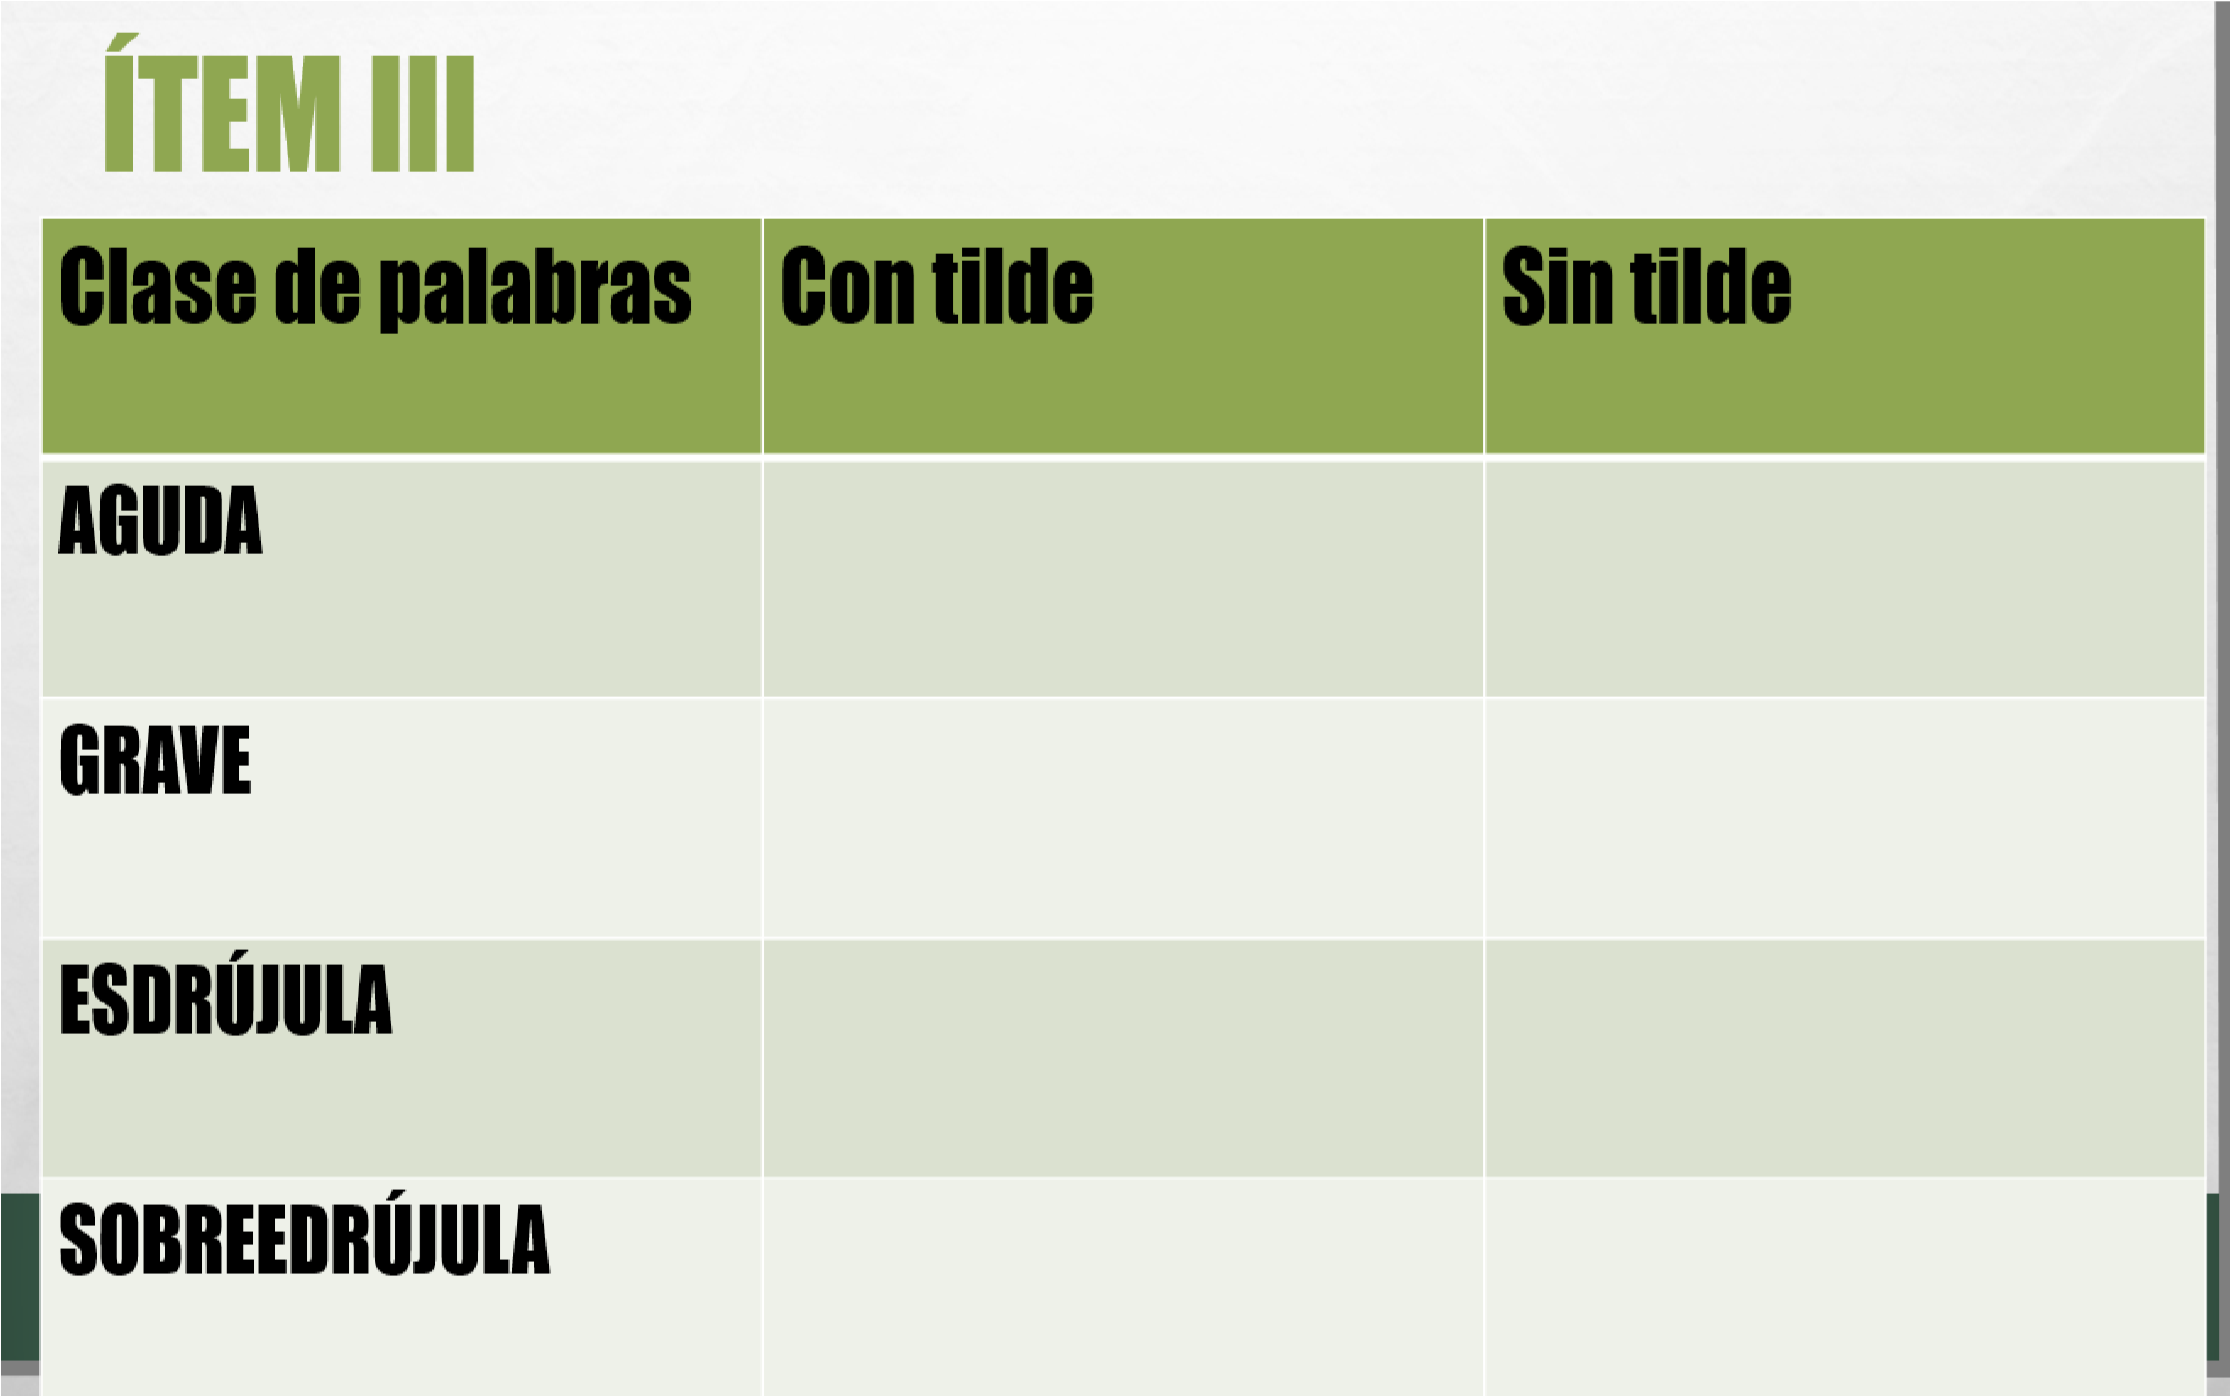 ÍTEM III
Clase de palabras Con tilde Sin tilde
AGUDA
GRAVE
ESDRÚJULA
SOBREEDRÚJULA